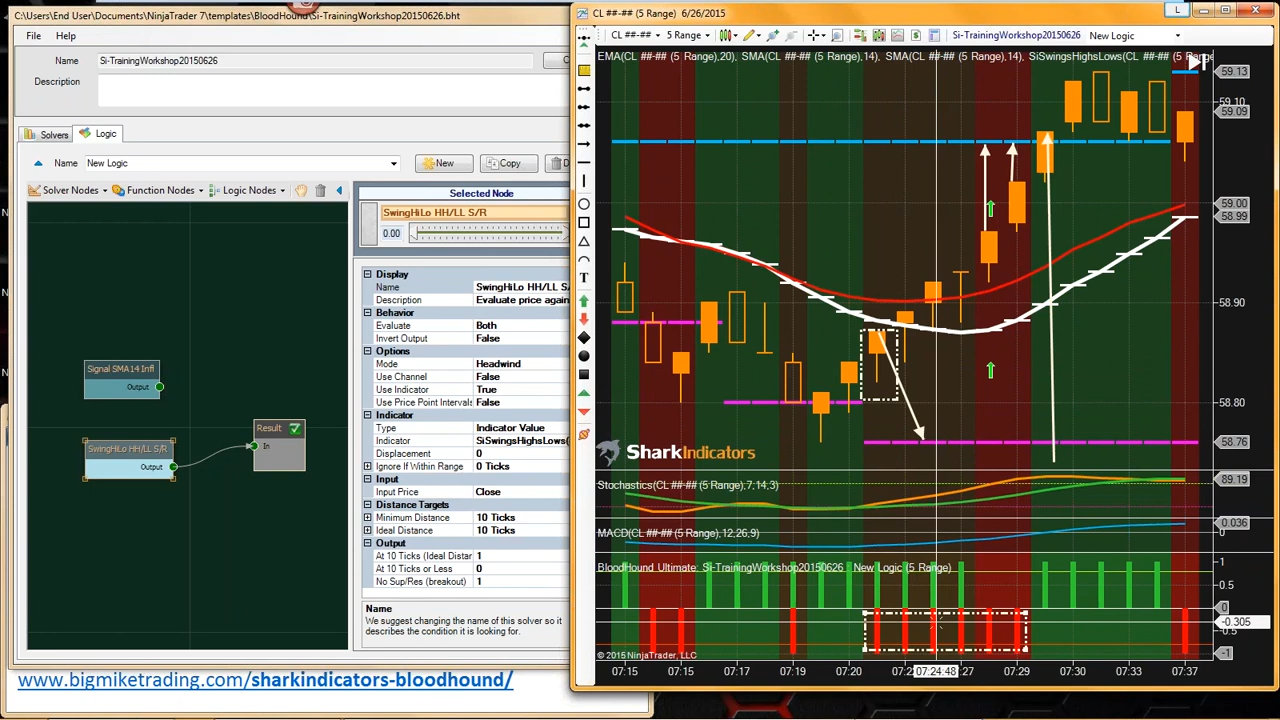 C:\Users\End User\Documents\NinjaTrader 7\templates\BloodHound\Si-TrainingWorkshop20150626.bht
File Help
Name Si-TrainingWorkshop20150626
Description
Solvers Logic
Name New Logic New Copy
Solver Nodes Function Nodes Logic Nodes
Selected Node
SwingHiLo HH/LL S/R
0.00
Signal SMA14 Infl
Output
SwingHiLo HH/LL S/R
Output
Result
In
Display
Name SwingHiLo HH/LL S/
Description Evaluate price again
Behavior
Evaluate Both
Invert Output False
Options
Mode Headwind
Use Channel False
Use Indicator True
Use Price Point Intervals False
Indicator
Type Indicator Value
Indicator SiSwingsHighsLows(
Displacement 0
Ignore If Within Range 0 Ticks
Input
Input Price Close
Distance Targets
Minimum Distance 10 Ticks
Ideal Distance 10 Ticks
Output
At 10 Ticks (Ideal Distar 1
At 10 Ticks or Less 0
No Sup/Res (breakout) 1
Name
We suggest changing the name of this solver so it
describes the condition it is looking for.
www.bigmiketrading.com/sharkindicators-bloodhound/
CL ##-## (5 Range) 6/26/2015
L
CL ##-## 5 Range Si-TrainingWorkshop20150626 New Logic
EMA(CL ##-## (5 Range),20), SMA(CL ##-## (5 Range),14), SMA(CL ##-## (5 Range),14), SiSwingsHighsLows(CL ##-## (5 Range
59.13
59.10
59.09
59.00
58.99
58.90
58.80
58.76
SharkIndicators
Stochastics(CL ##-## (5 Range),7,14,3)
89.19
MACD(CL ##-## (5 Range),12,26,9)
0.036
0
BloodHound Ultimate: Si-TrainingWorkshop20150626 New Logic (5 Range)
1
0.5
0
-0.305
-1
© 2015 NinjaTrader, LLC
07:15 07:15 07:16 07:17 07:19 07:20 07:24:48 07:28 07:29 07:31 07:33 07:37